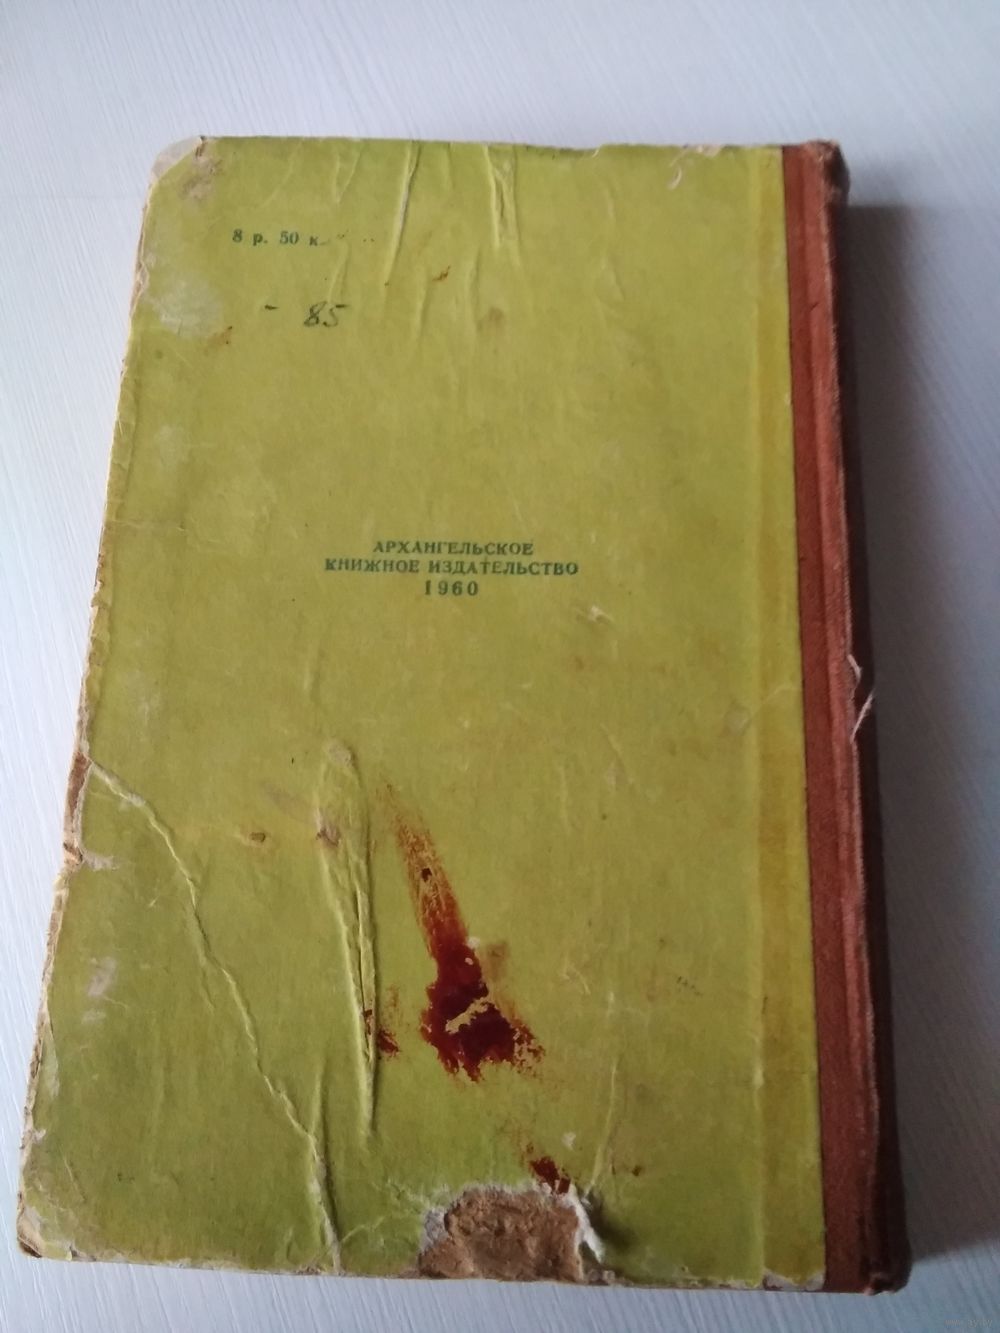 8 р. 50 к.
- 85
АРХАНГЕЛЬСКОЕ
КНИЖНОЕ ИЗДАТЕЛЬСТВО
1960